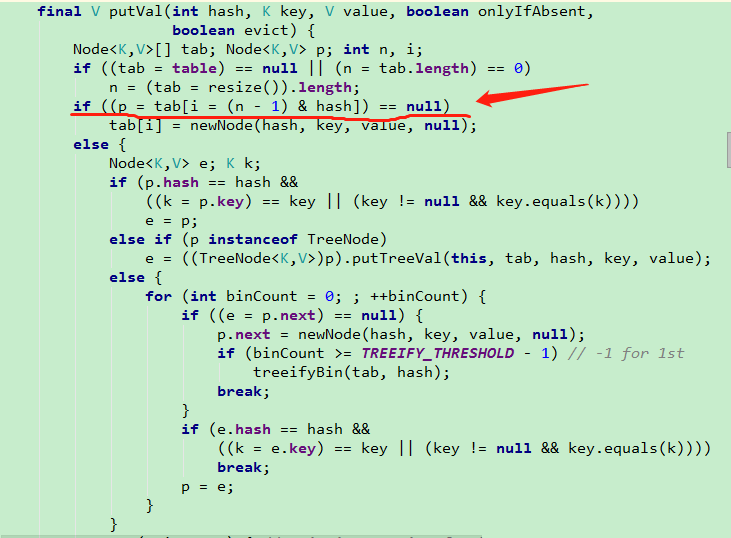 final V putVal(int hash, K key, V value, boolean onlyIfAbsent,
boolean evict) {
Node<K,V>[] tab; Node<K,V> p; int n, i;
if ((tab = table) == null || (n = tab.length) == 0)
n = (tab = resize()).length;
if ((p = tab[i = (n - 1) & hash]) == null)
tab[i] = newNode(hash, key, value, null);
else {
Node<K,V> e; K k;
if (p.hash == hash &&
((k = p.key) == key || (key != null && key.equals(k))))
e = p;
else if (p instanceof TreeNode)
e = ((TreeNode<K,V>)p).putTreeVal(this, tab, hash, key, value);
else {
for (int binCount = 0; ; ++binCount) {
if ((e = p.next) == null) {
p.next = newNode(hash, key, value, null);
if (binCount >= TREEIFY_THRESHOLD - 1) // -1 for 1st
treeifyBin(tab, hash);
break;
}
if (e.hash == hash &&
((k = e.key) == key || (key != null && key.equals(k))))
break;
p = e;
}
}